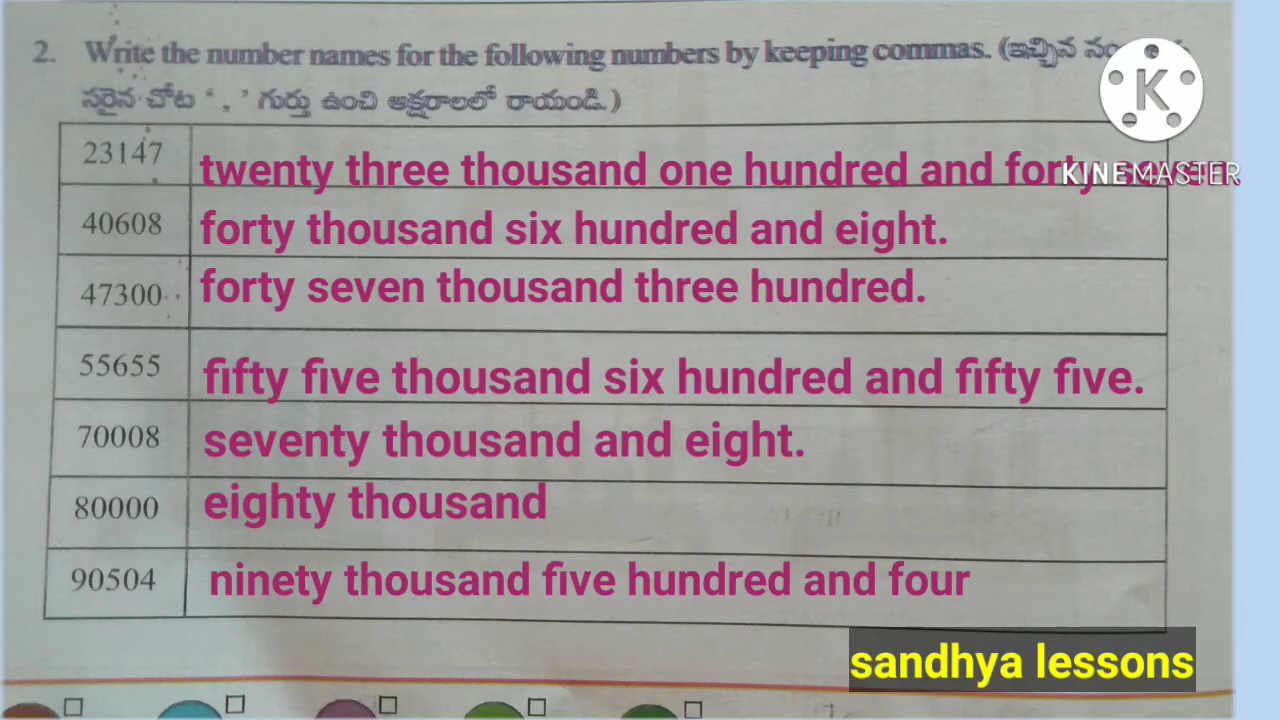 2. Write the number names for the following numbers by keeping commas. (ఇచ్చిన
సరైన చోట ‘ , ’ గుర్తు ఉంచి అక్షరాలలో రాయండి.)
K
KINEMASTER
23147 twenty three thousand one hundred and forty
40608 forty thousand six hundred and eight.
47300 forty seven thousand three hundred.
55655 fifty five thousand six hundred and fifty five.
70008 seventy thousand and eight.
80000 eighty thousand
90504 ninety thousand five hundred and four
sandhya lessons